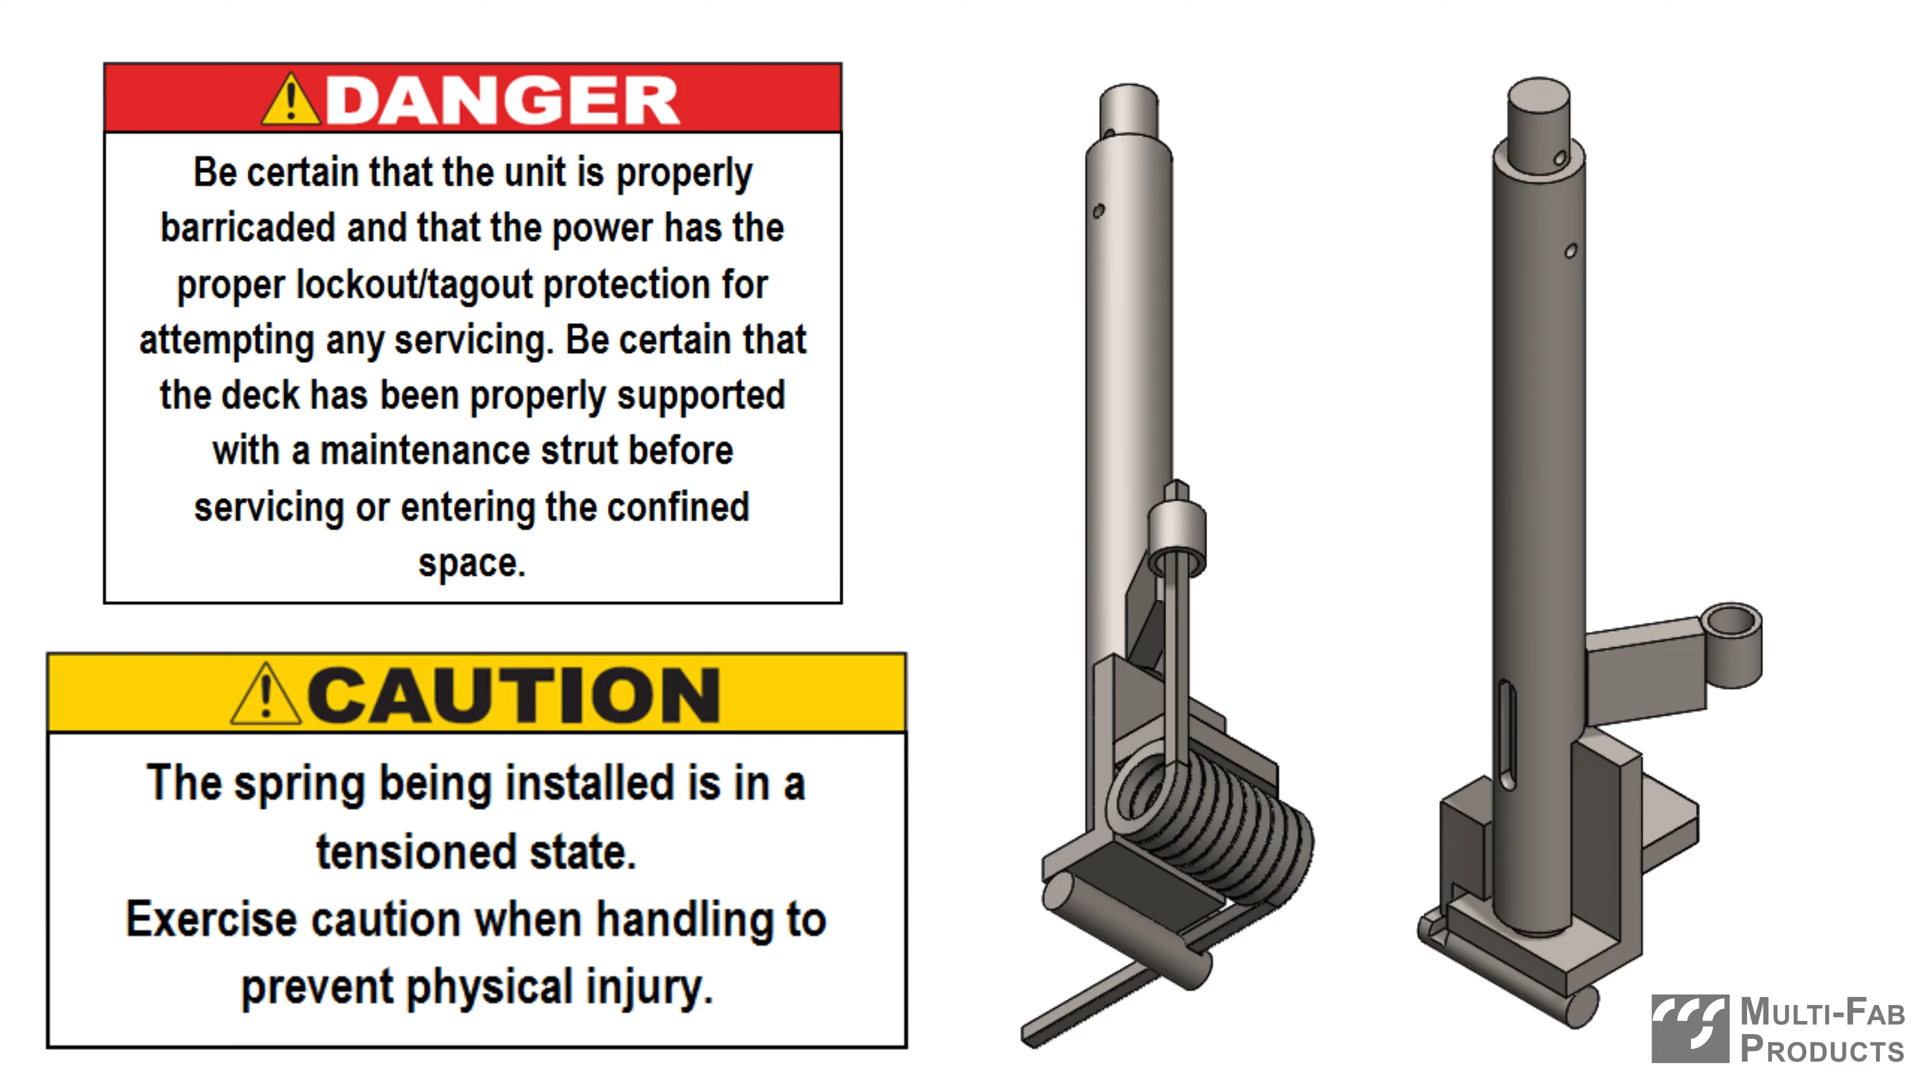 DANGER
Be certain that the unit is properly
barricaded and that the power has the
proper lockout/tagout protection for
attempting any servicing. Be certain that
the deck has been properly supported
with a maintenance strut before
servicing or entering the confined
space.
CAUTION
The spring being installed is in a
tensioned state.
Exercise caution when handling to
prevent physical injury.
MULTI-FAB
PRODUCTS